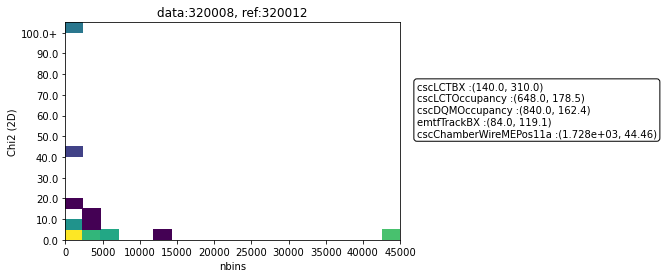 data:320008, ref:320012
100.0+
90.0
80.0
70.0
60.0
50.0
40.0
30.0
20.0
10.0
0.0
Chi2 (2D)
0 5000 10000 15000 20000 25000 30000 35000 40000 45000
nbins
cscLCTBX :(140.0, 310.0)
cscLCTOccupancy :(648.0, 178.5)
cscDQMOccupancy :(840.0, 162.4)
emtfTrackBX :(84.0, 119.1)
cscChamberWireMEPos11a :(1.728e+03, 44.46)